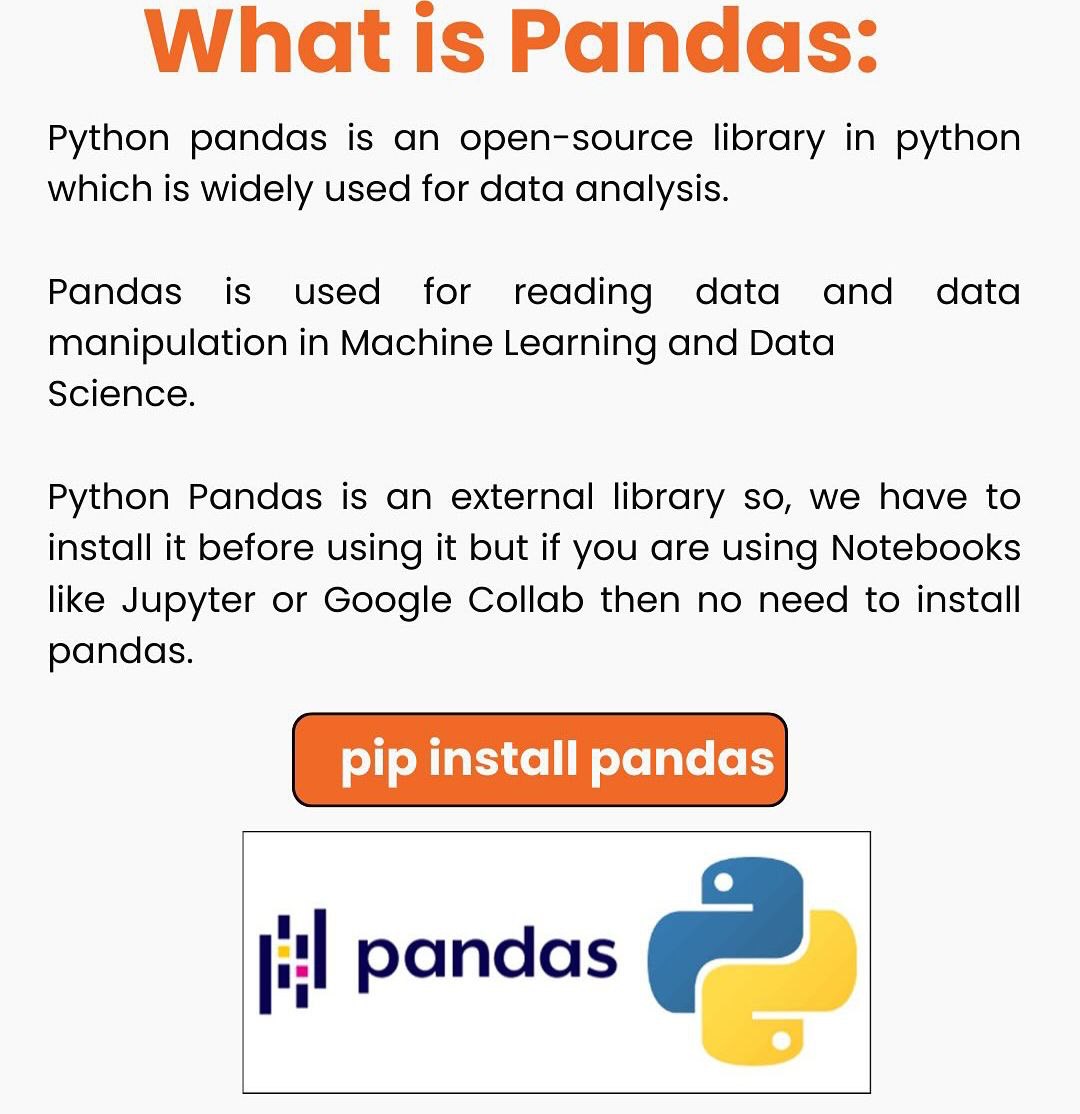 What is Pandas:
Python pandas is an open-source library in python
which is widely used for data analysis.
Pandas is used for reading data and data
manipulation in Machine Learning and Data
Science.
Python Pandas is an external library so, we have to
install it before using it but if you are using Notebooks
like Jupyter or Google Collab then no need to install
pandas.
pip install pandas
pandas